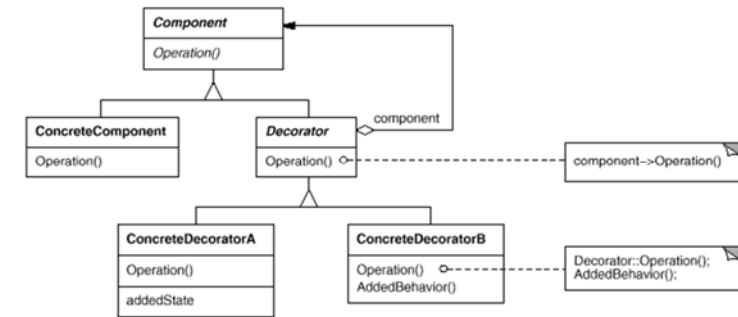 Component
Operation()
ConcreteComponent
Operation()
Decorator
Operation()
component
component->Operation()
ConcreteDecoratorA
Operation()
addedState
ConcreteDecoratorB
Operation()
AddedBehavior()
Decorator::Operation();
AddedBehavior();